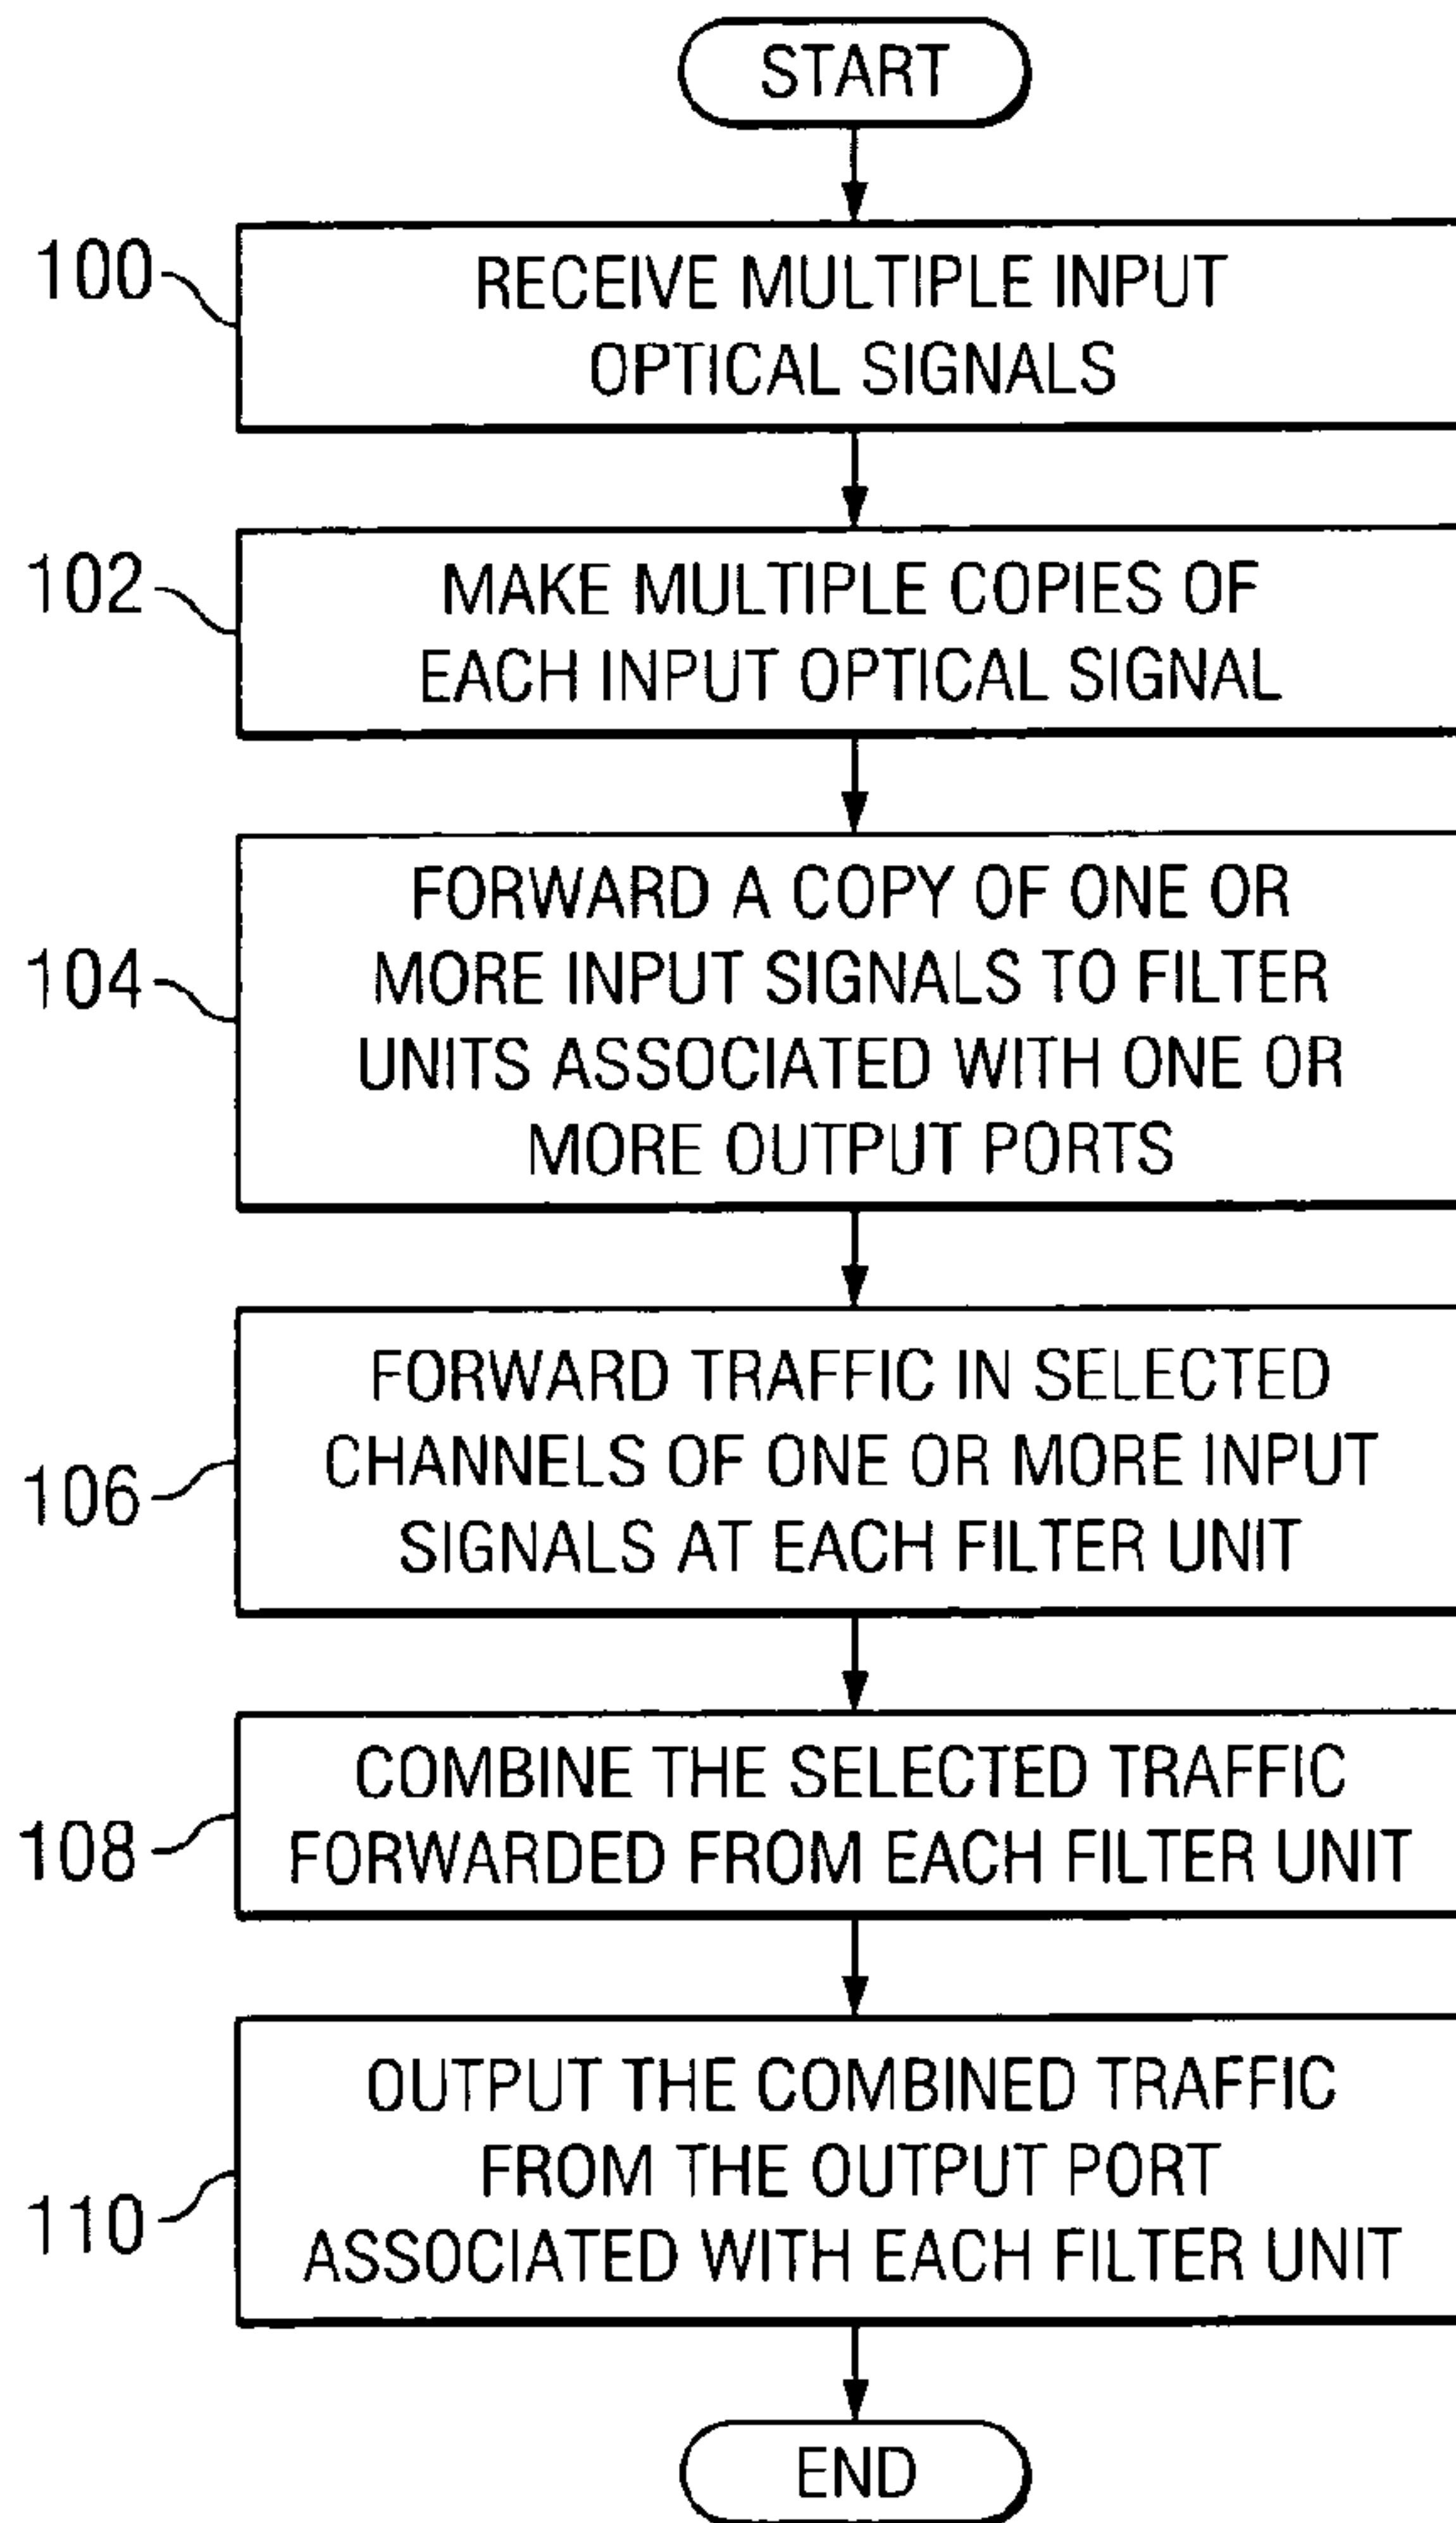 START
100
RECEIVE MULTIPLE INPUT
OPTICAL SIGNALS
102
MAKE MULTIPLE COPIES OF
EACH INPUT OPTICAL SIGNAL
104
FORWARD A COPY OF ONE OR
MORE INPUT SIGNALS TO FILTER
UNITS ASSOCIATED WITH ONE OR
MORE OUTPUT PORTS
106
FORWARD TRAFFIC IN SELECTED
CHANNELS OF ONE OR MORE INPUT
SIGNALS AT EACH FILTER UNIT
108
COMBINE THE SELECTED TRAFFIC
FORWARDED FROM EACH FILTER UNIT
110
OUTPUT THE COMBINED TRAFFIC
FROM THE OUTPUT PORT
ASSOCIATED WITH EACH FILTER UNIT
END